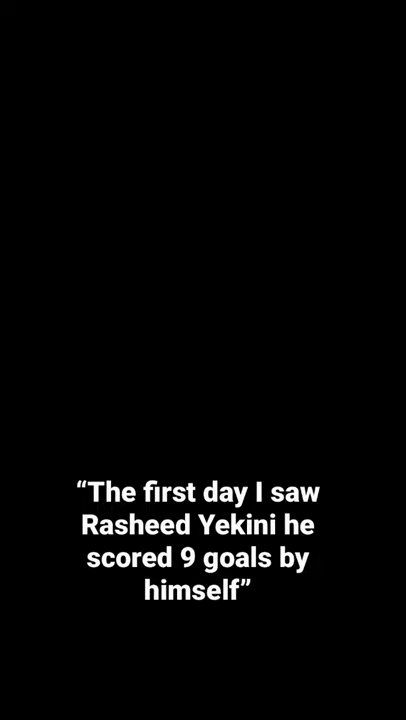 “The first day I saw
Rasheed Yekini he
scored 9 goals by
himself”